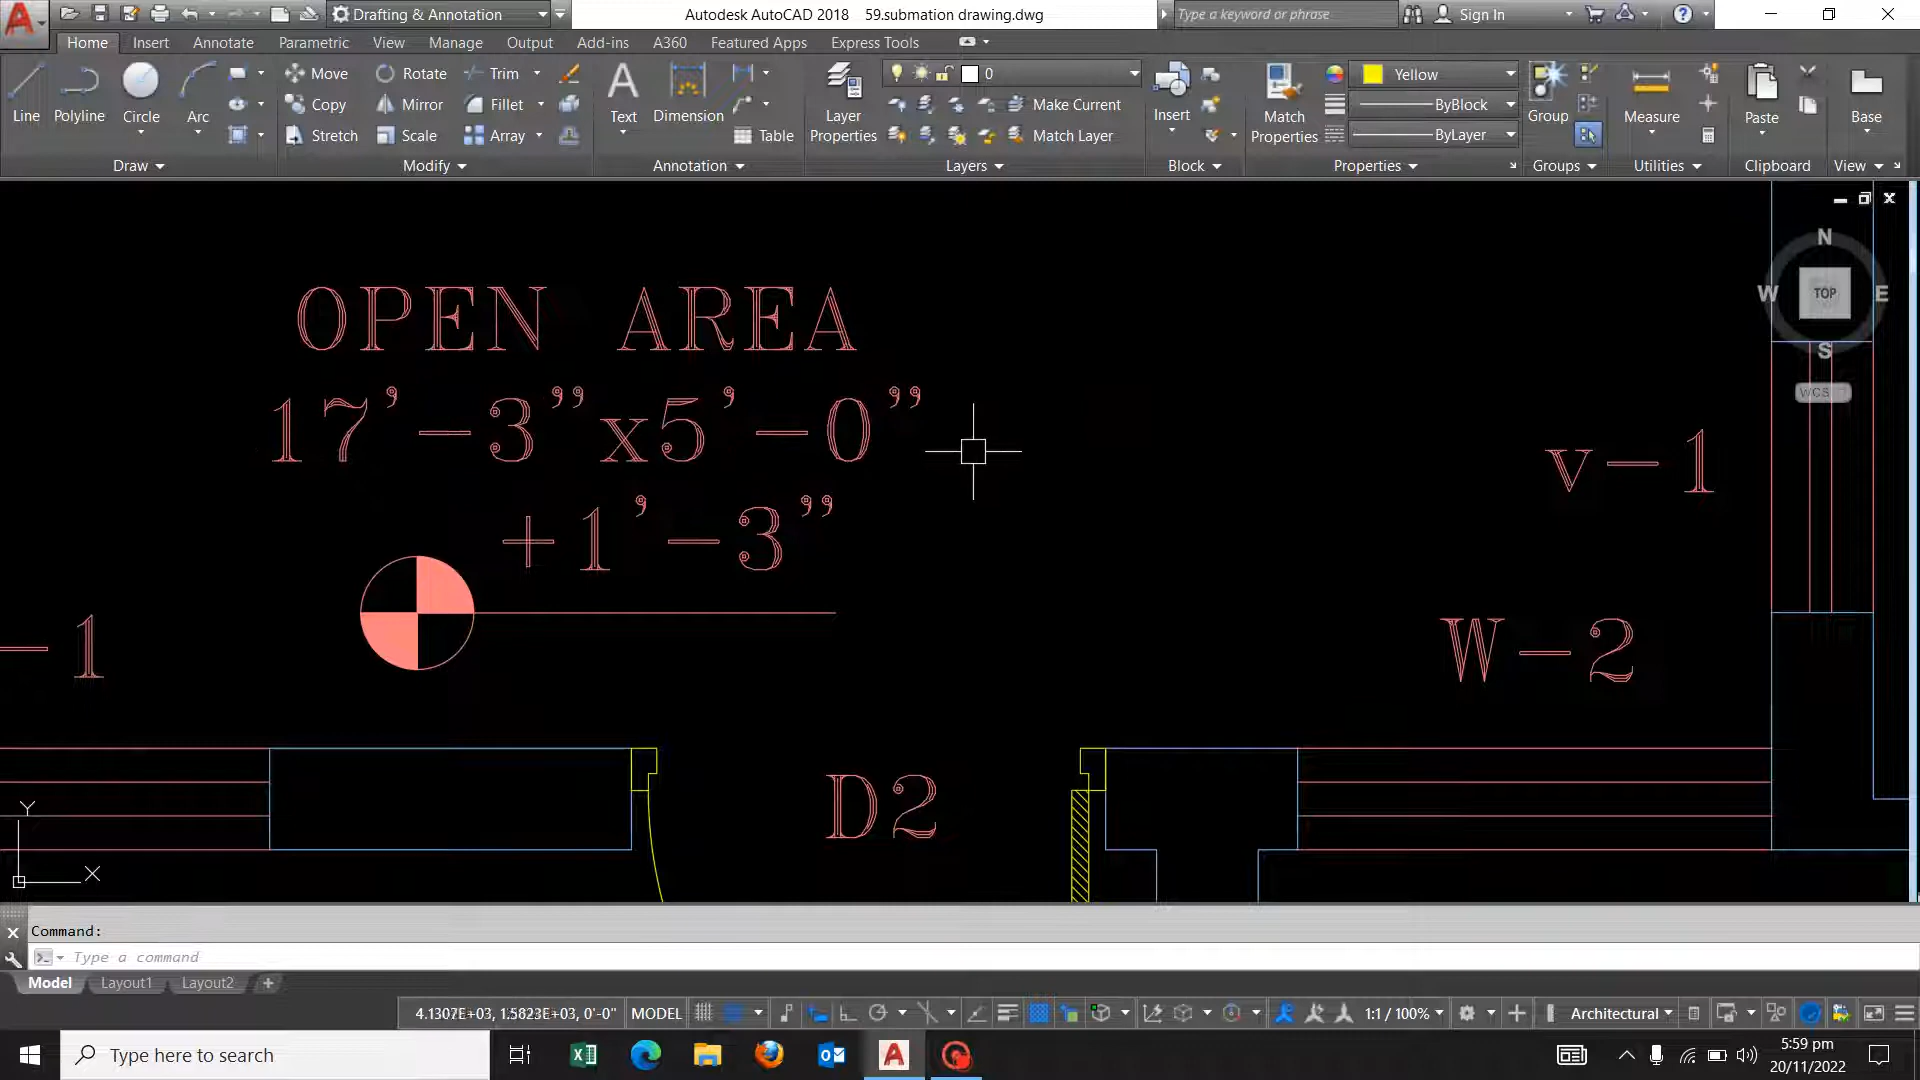 Drafting & Annotation
Autodesk AutoCAD 2018 59.submation drawing.dwg
Type a keyword or phrase
Sign In
Home Insert Annotate Parametric View Manage Output Add-ins A360 Featured Apps Express Tools
Line Polyline Circle Arc
Move Rotate Trim
Copy Mirror Fillet
Stretch Scale Array
Text Dimension Table
Layer Properties
0
Make Current
Match Layer
Insert
Match Properties
Yellow
ByBlock
ByLayer
Group Measure Paste Base
Draw Modify Annotation Layers Block Properties Groups Utilities Clipboard View
N
W TOP E
S
WCS
OPEN AREA
17'-3"x5'-0"
+1'-3"
v-1
-1
W-2
D2
Y
X
Command:
Type a command
Model Layout1 Layout2 +
4.1307E+03, 1.5823E+03, 0'-0" MODEL 1:1 / 100% Architectural
Type here to search
5:59 pm
20/11/2022